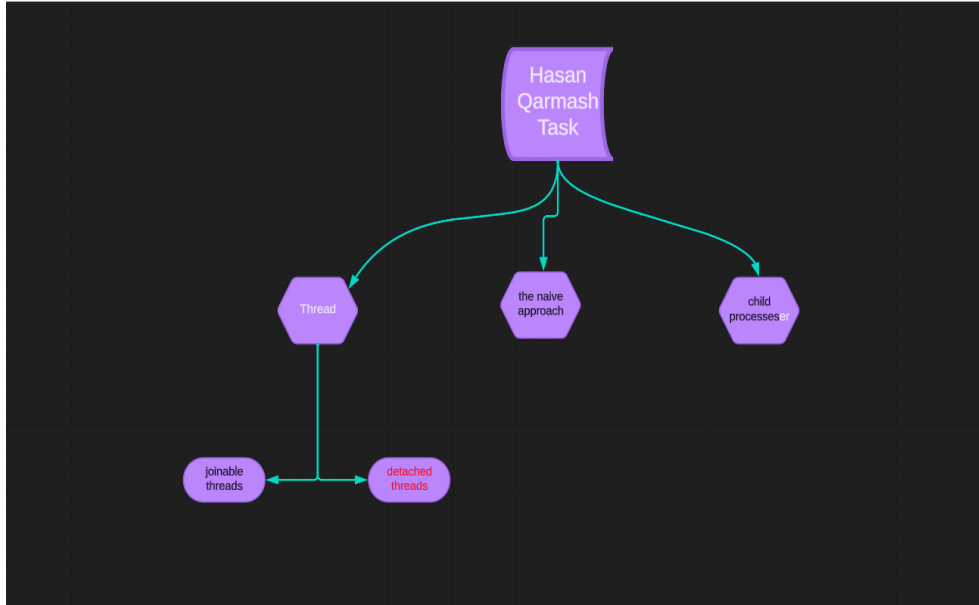 Hasan
Qarmash
Task
Thread
the naive
approach
child
processeser
joinable
threads
detached
threads